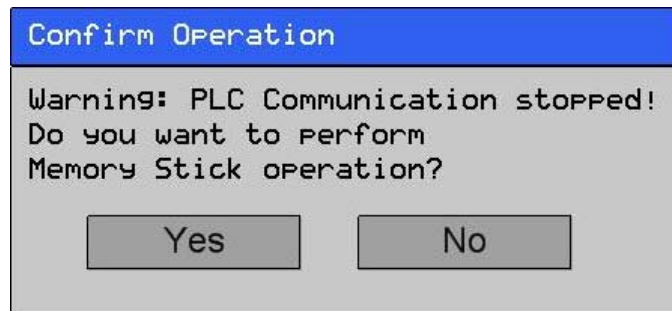 Confirm Operation
Warning: PLC Communication stopped!
Do you want to perform
Memory Stick operation?
Yes No